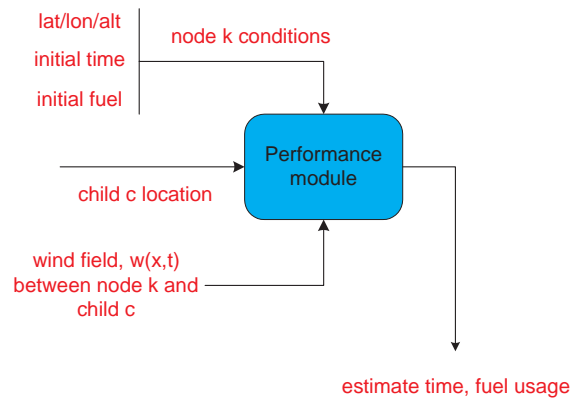 lat/lon/alt
initial time
initial fuel
node k conditions
Performance
module
child c location
wind field, w(x,t)
between node k and
child c
estimate time, fuel usage